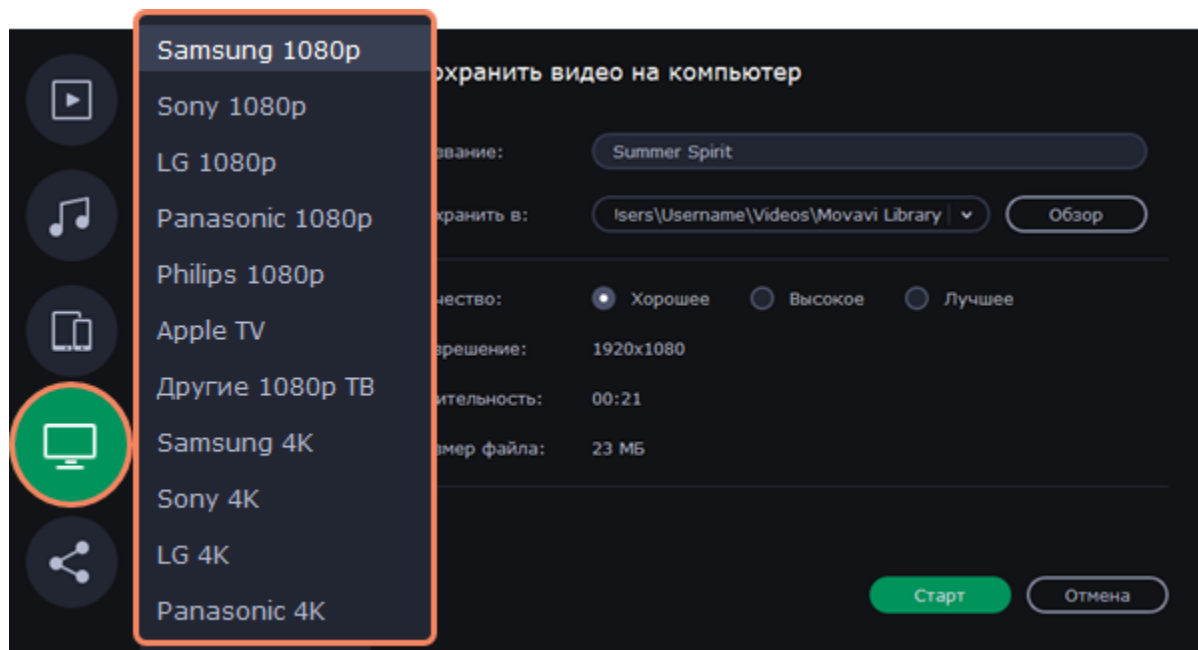 Samsung 1080p
Sony 1080p
LG 1080p
Panasonic 1080p
Philips 1080p
Apple TV
Другие 1080p ТВ
Samsung 4K
Sony 4K
LG 4K
Panasonic 4K
охранить видео на компьютер
звание: Summer Spirit
хранить в: lsers\Username\Videos\Movavi Library Обзор
чество: Хорошее Высокое Лучшее
зрешение: 1920x1080
ительность: 00:21
змер файла: 23 МБ
Старт Отмена